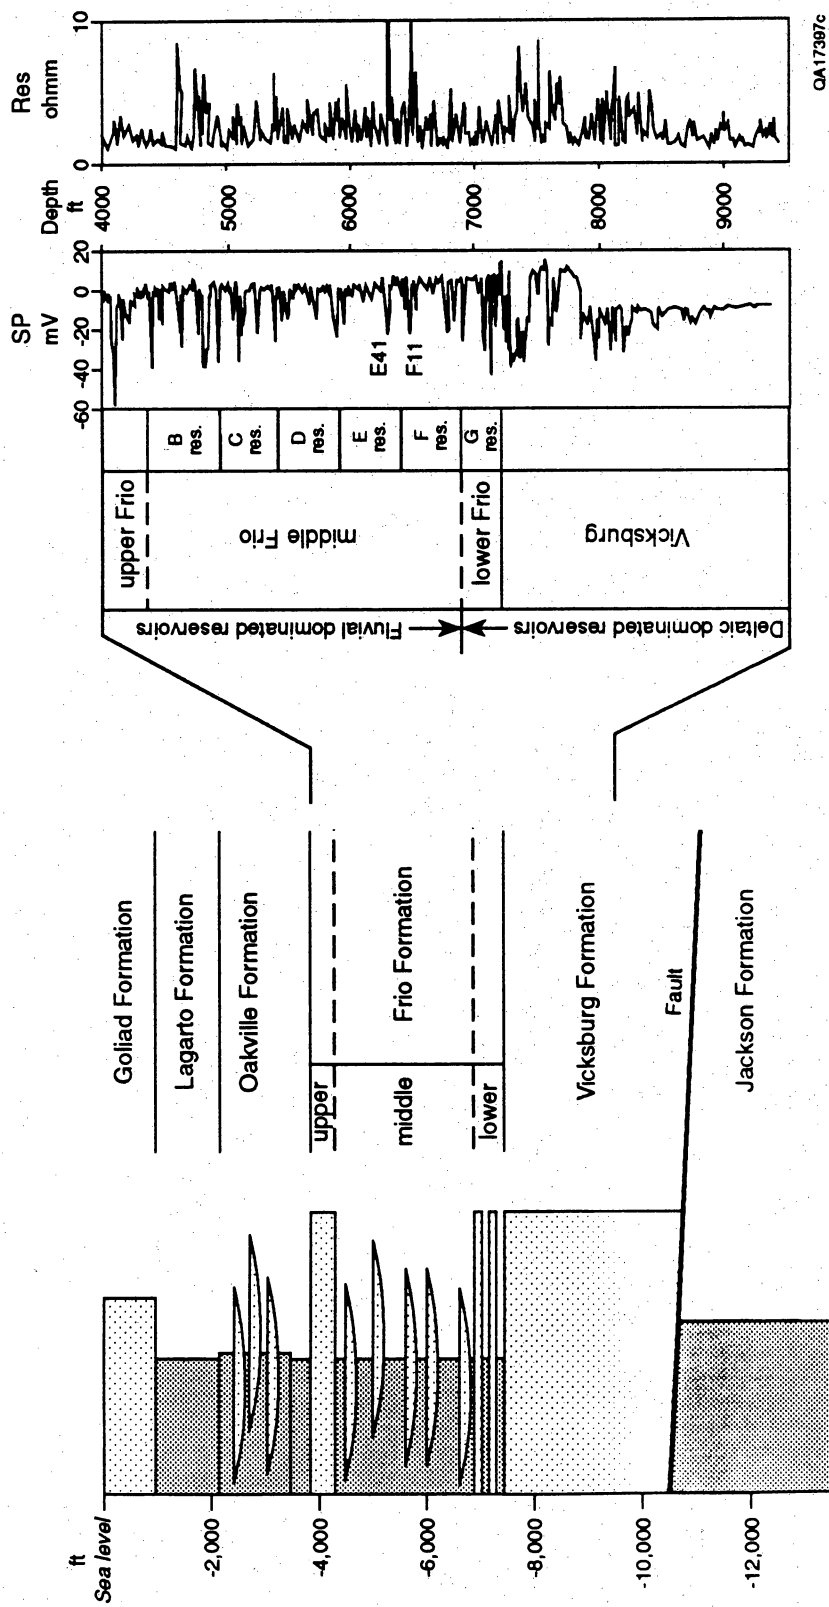 Res
ohmm
10
5
0
Depth
ft
4000
5000
6000
7000
8000
9000
SP
mV
20
0
-20
-40
-60
E41
F11
B
res.
C
res.
D
res.
E
res.
F
res.
G
res.
upper Frio
middle Frio
lower Frio
Vicksburg
Fluvial dominated reservoirs
Deltaic dominated reservoirs
Goliad Formation
Lagarto Formation
Oakville Formation
upper
middle
lower
Frio Formation
Vicksburg Formation
Fault
Jackson Formation
ft
Sea level
-2,000
-4,000
-6,000
-8,000
-10,000
-12,000
QA17397c